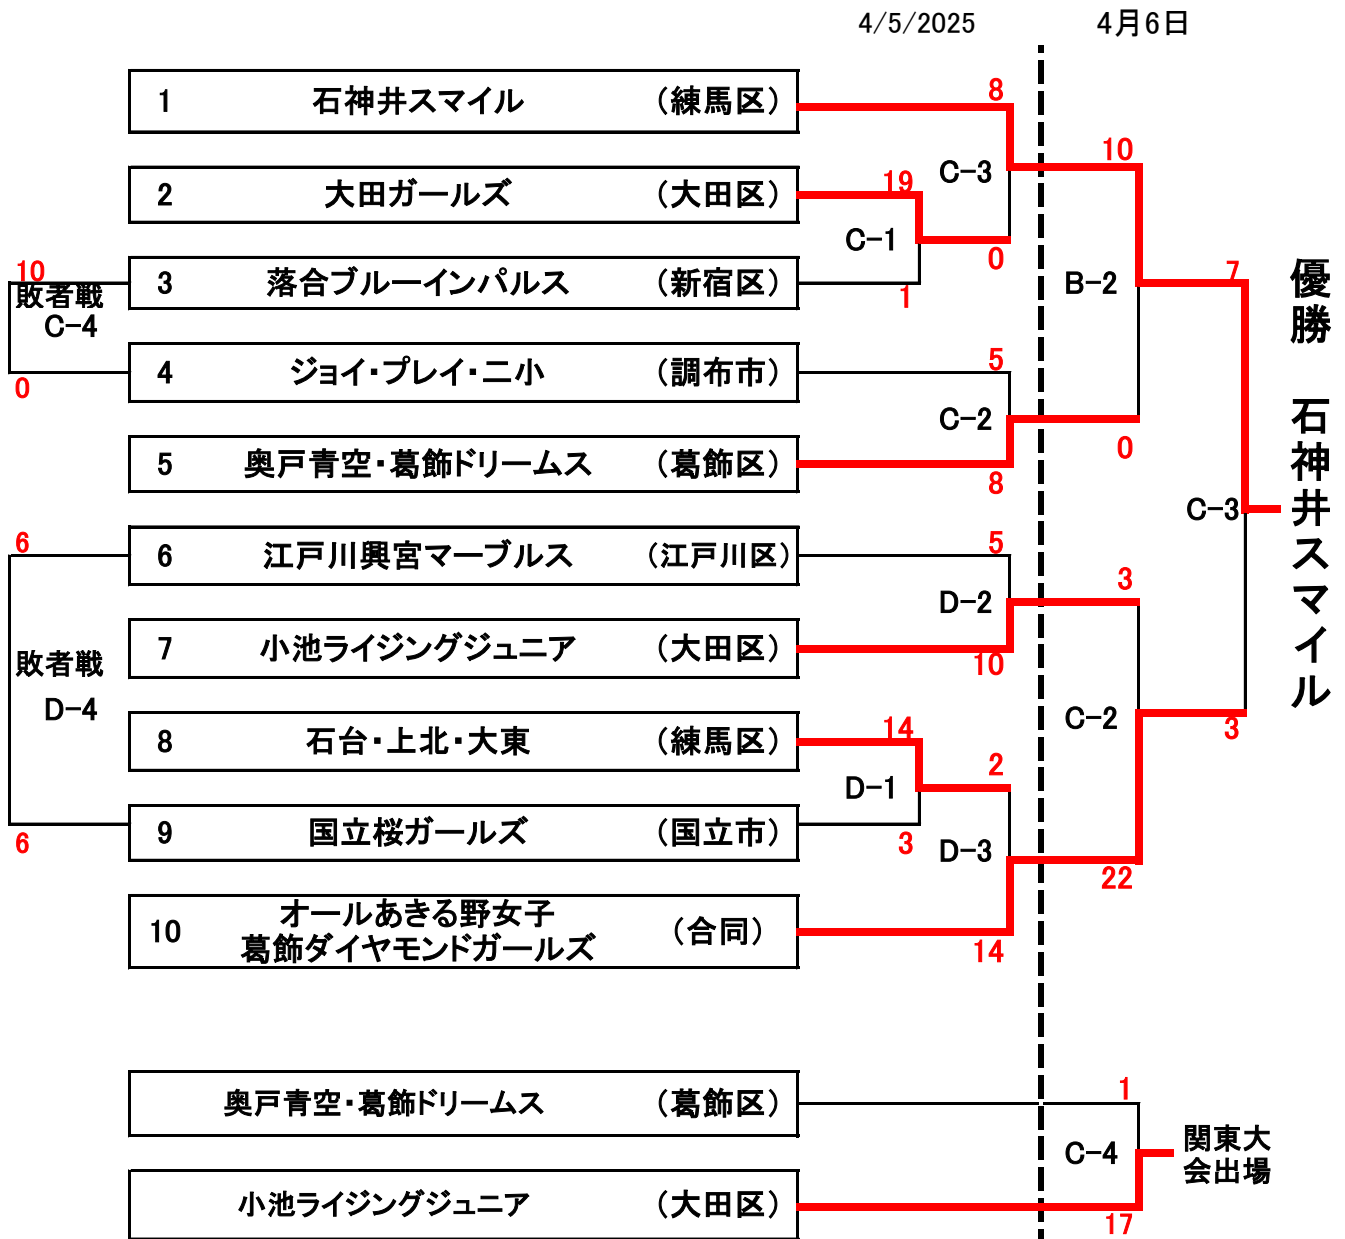 4/5/2025 4月6日
1 石神井スマイル （練馬区） 8
10
2 大田ガールズ （大田区） 19 C-3
C-1 0
10 敗者戦 C-4 3 落合ブルーインパルス （新宿区） 1 B-2 7
4 ジョイ・プレイ・二小 （調布市） 5
0
C-2 0
5 奥戸青空・葛飾ドリームス （葛飾区） 8
C-3
優勝 石神井スマイル
6 6 江戸川興宮マーブルス （江戸川区） 5
D-2 3
7 小池ライジングジュニア （大田区） 10
敗者戦
D-4 C-2
8 石台・上北・大東 （練馬区） 14 3
2
D-1
6 9 国立桜ガールズ （国立市） 3 D-3
22
オールあきる野女子
10 （合同） 14
葛飾ダイヤモンドガールズ
奥戸青空・葛飾ドリームス （葛飾区） 1
C-4 関東大
会出場
小池ライジングジュニア （大田区） 17